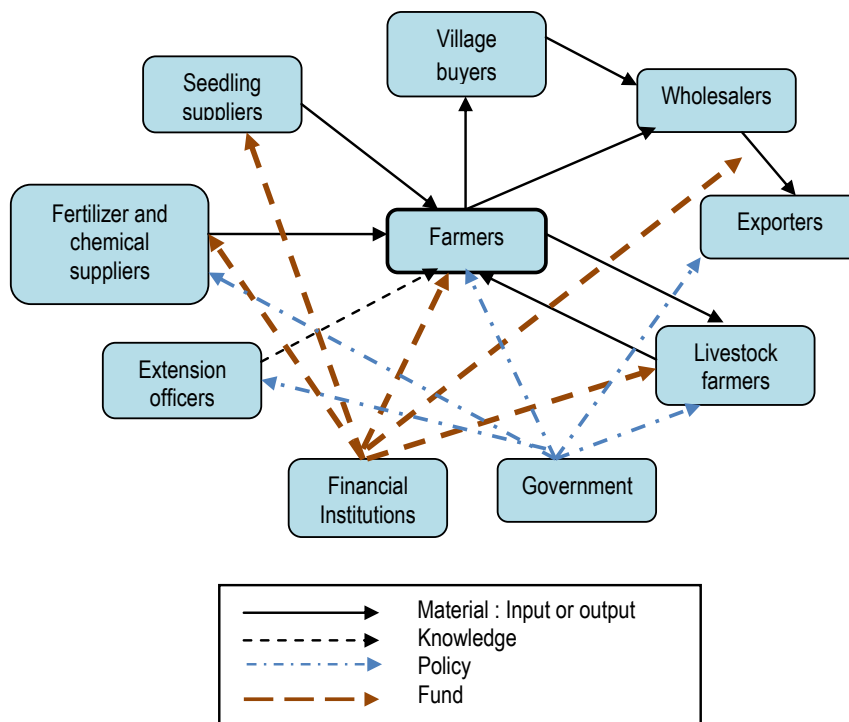 Village
buyers
Seedling
suppliers
Wholesalers
Fertilizer and
chemical
suppliers
Farmers
Exporters
Extension
officers
Livestock
farmers
Financial
Institutions
Government
Material : Input or output
Knowledge
Policy
Fund